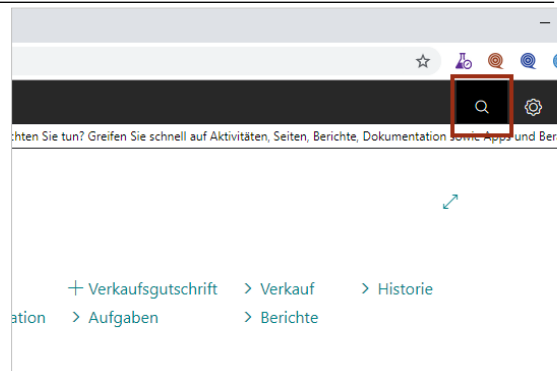 chten Sie tun? Greifen Sie schnell auf Aktivitäten, Seiten, Berichte, Dokumentation sowie Apps und Ber
Verkaufsgutschrift > Verkauf > Historie
ation > Aufgaben > Berichte